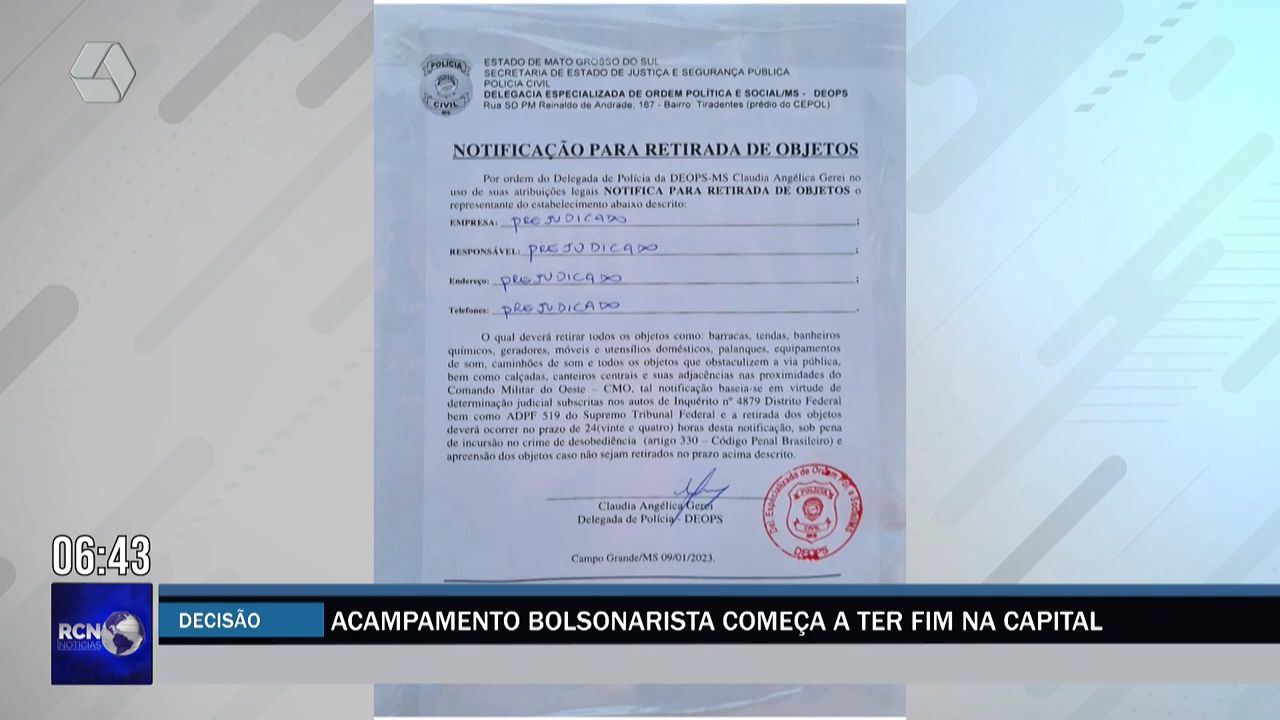 POLÍCIA
CIVIL
MS
ESTADO DE MATO GROSSO DO SUL
SECRETARIA DE ESTADO DE JUSTIÇA E SEGURANÇA PÚBLICA
POLICIA CIVIL
DELEGACIA ESPECIALIZADA DE ORDEM POLÍTICA E SOCIAL/MS - DEOPS
Rua SD PM Reinaldo de Andrade, 167 - Bairro: Tiradentes (prédio do CEPOL)
NOTIFICAÇÃO PARA RETIRADA DE OBJETOS
Por ordem do Delegada de Polícia da DEOPS-MS Claudia Angélica Gerei no
uso de suas atribuições legais NOTIFICA PARA RETIRADA DE OBJETOS o
representante do estabelecimento abaixo descrito:
EMPRESA: PREJUDICADO ;
RESPONSÁVEL: PREJUDICADO ;
Endereço: PREJUDICADO ;
Telefones: PREJUDICADO .
O qual deverá retirar todos os objetos como: barracas, tendas, banheiros
químicos, geradores, móveis e utensílios domésticos, palanques, equipamentos
de som, caminhões de som e todos os objetos que obstaculizem a via pública,
bem como calçadas, canteiros centrais e suas adjacências nas proximidades do
Comando Militar do Oeste – CMO, tal notificação baseia-se em virtude de
determinação judicial subscritas nos autos de Inquérito nº 4879 Distrito Federal
bem como ADPF 519 do Supremo Tribunal Federal e a retirada dos objetos
deverá ocorrer no prazo de 24(vinte e quatro) horas desta notificação, sob pena
de incursão no crime de desobediência (artigo 330 – Código Penal Brasileiro) e
apreensão dos objetos caso não sejam retirados no prazo acima descrito.
Claudia Angélica Gerei
Delegada de Polícia - DEOPS
Del. Especializada de Ordem
POLÍCIA
CIVIL
MS
DEOPS
Campo Grande/MS 09/01/2023.
06:43
RCN
NOTÍCIAS
DECISÃO
ACAMPAMENTO BOLSONARISTA COMEÇA A TER FIM NA CAPITAL